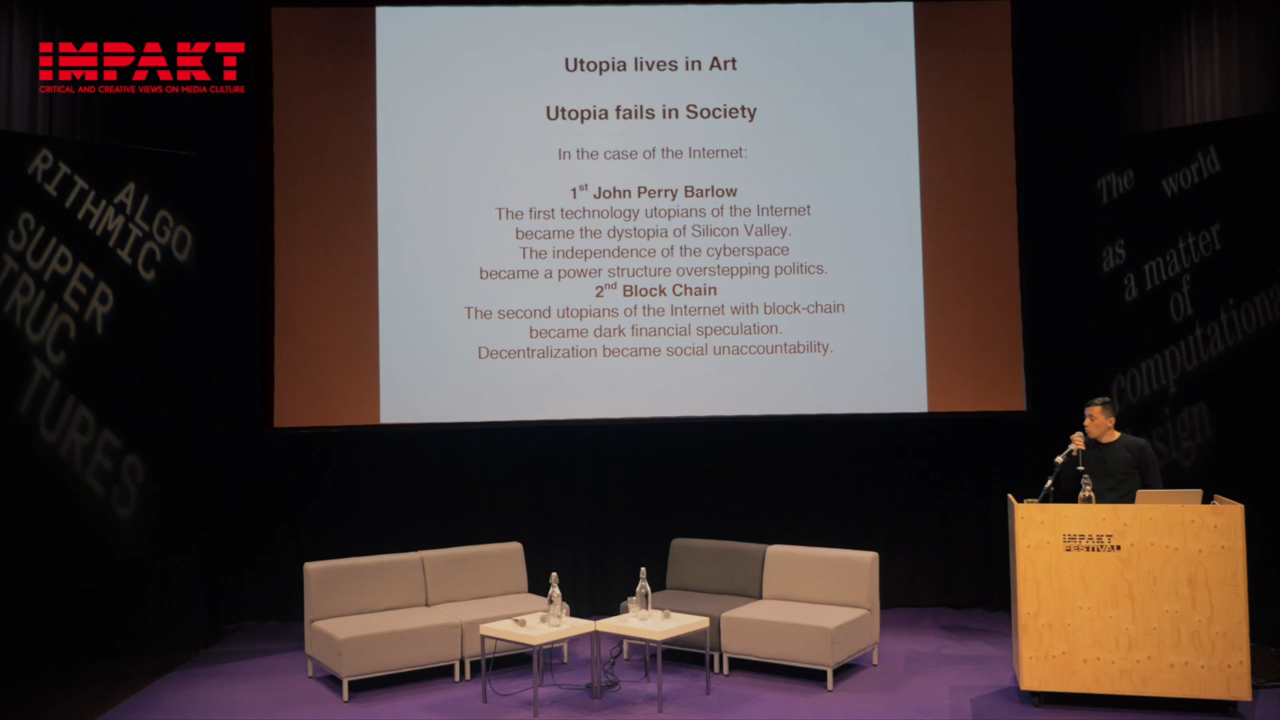 IMPAKT
CRITICAL AND CREATIVE VIEWS ON MEDIA CULTURE
Utopia lives in Art
Utopia fails in Society
In the case of the Internet:
1st John Perry Barlow
The first technology utopians of the Internet
became the dystopia of Silicon Valley.
The independence of the cyberspace
became a power structure overstepping politics.
2nd Block Chain
The second utopians of the Internet with block-chain
became dark financial speculation.
Decentralization became social unaccountability.
ALGO
RITHMIC
SUPER
TRUC
TURES
The world
as
a matter
of
computational
sign
IMPAKT
FESTIVAL